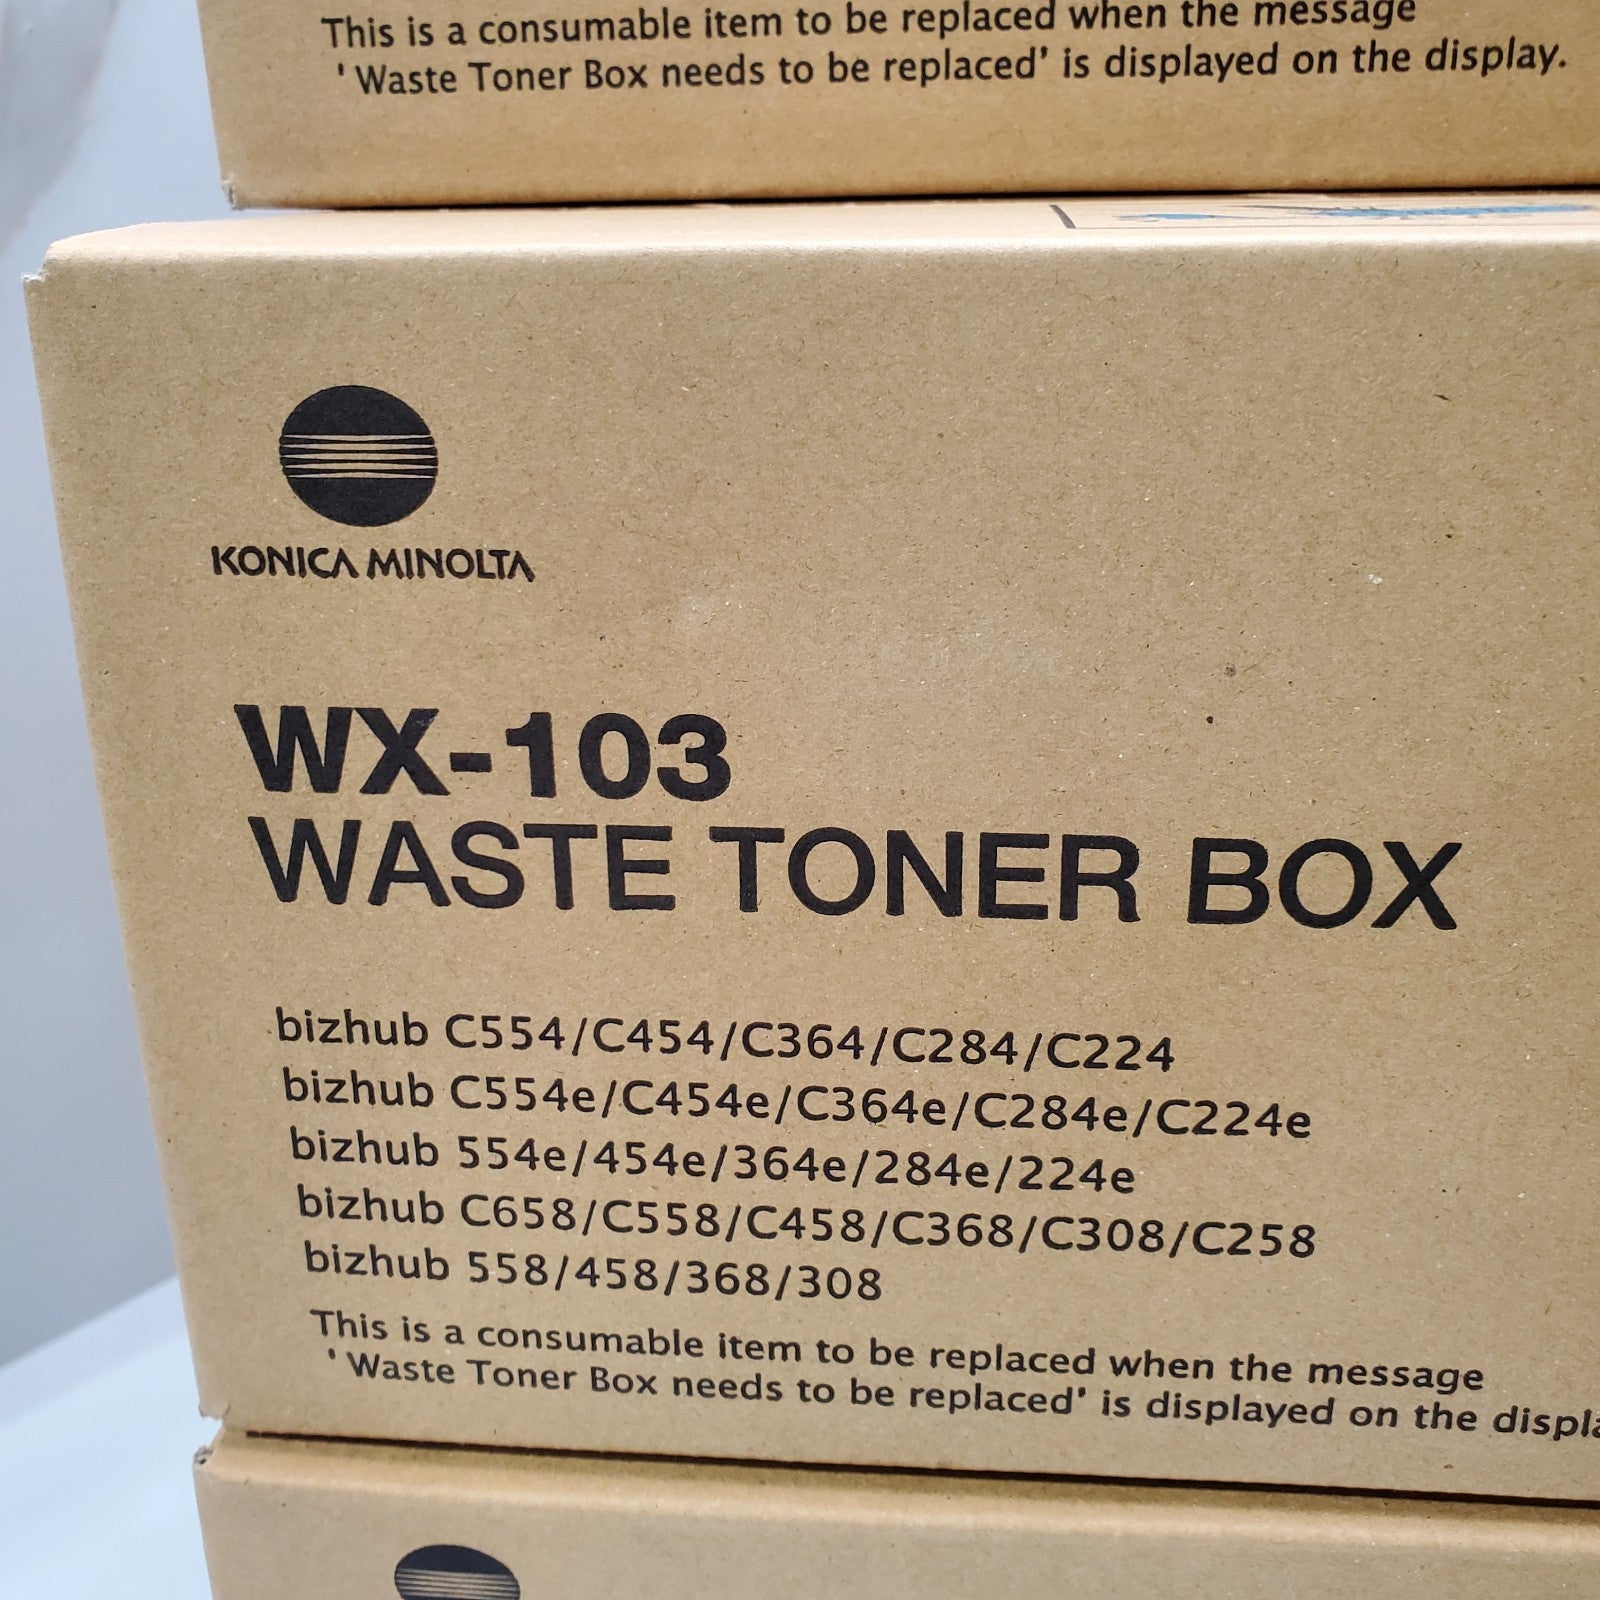 This is a consumable item to be replaced when the message
'Waste Toner Box needs to be replaced' is displayed on the display.
KONICA MINOLTA
WX-103
WASTE TONER BOX
bizhub C554/C454/C364/C284/C224
bizhub C554e/C454e/C364e/C284e/C224e
bizhub 554e/454e/364e/284e/224e
bizhub C658/C558/C458/C368/C308/C258
bizhub 558/458/368/308
This is a consumable item to be replaced when the message
'Waste Toner Box needs to be replaced' is displayed on the displa